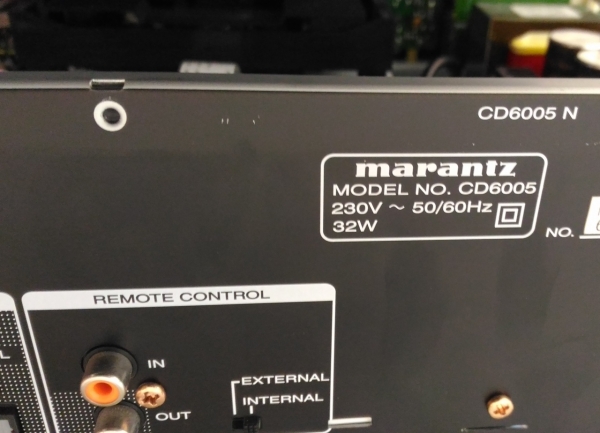 CD6005 N
marantz
MODEL NO. CD6005
230V ~ 50/60Hz
32W
NO.
REMOTE CONTROL
IN
EXTERNAL
INTERNAL
OUT